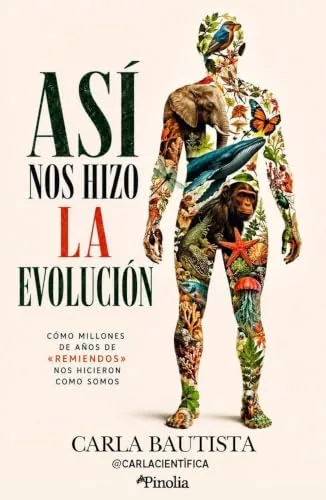 ASÍ
NOS HIZO
LA
EVOLUCIÓN
CÓMO MILLONES
DE AÑOS DE
«REMIENDOS»
NOS HICIERON
COMO SOMOS
CARLA BAUTISTA
@CARLACIENTÍFICA
Pinolia